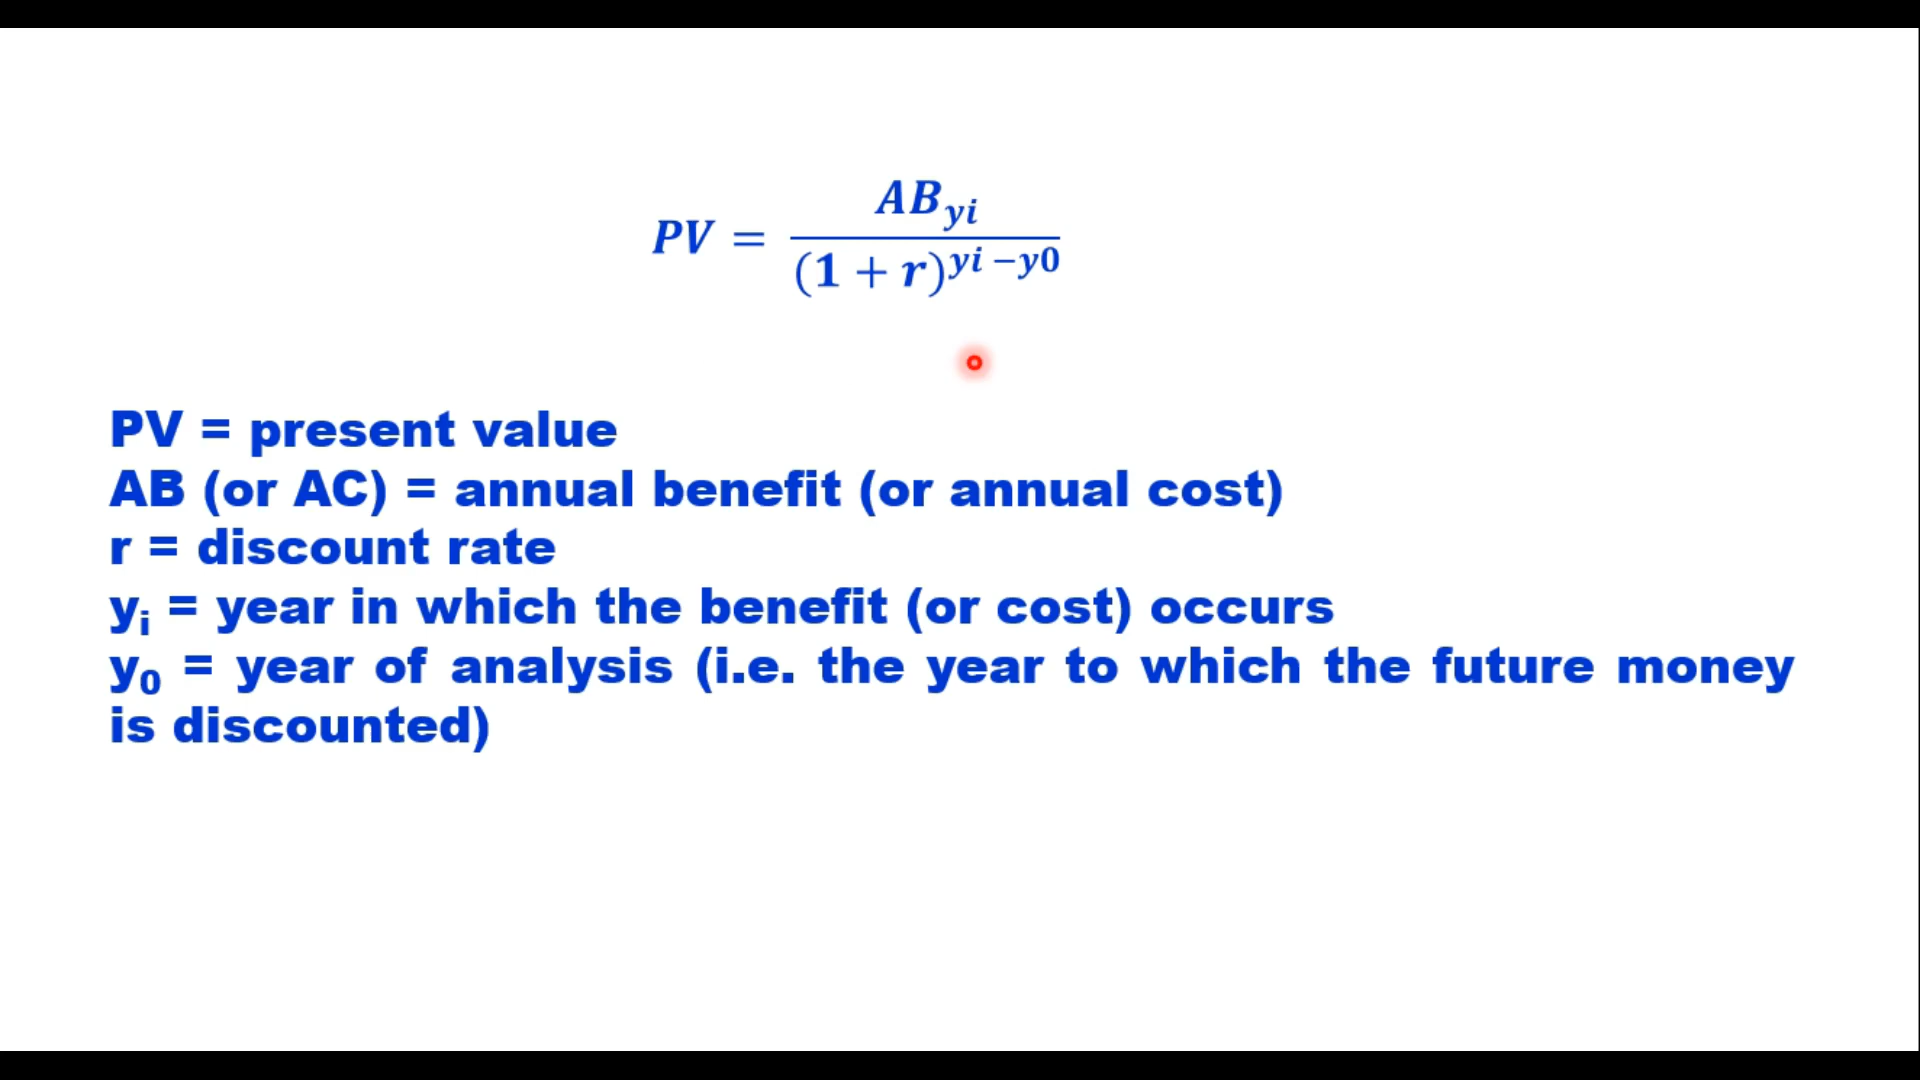 PV = AB_yi / (1 + r)^(yi − y0)
PV = present value
AB (or AC) = annual benefit (or annual cost)
r = discount rate
yᵢ = year in which the benefit (or cost) occurs
y₀ = year of analysis (i.e. the year to which the future money
is discounted)